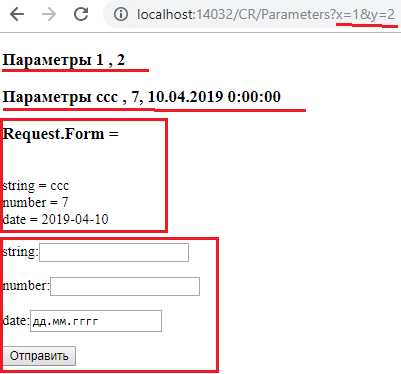 localhost:14032/CR/Parameters?x=1&y=2
Параметры 1 , 2
Параметры ccc , 7, 10.04.2019 0:00:00
Request.Form =
string = ccc
number = 7
date = 2019-04-10
string:
number:
date: дд.мм.гггг
Отправить